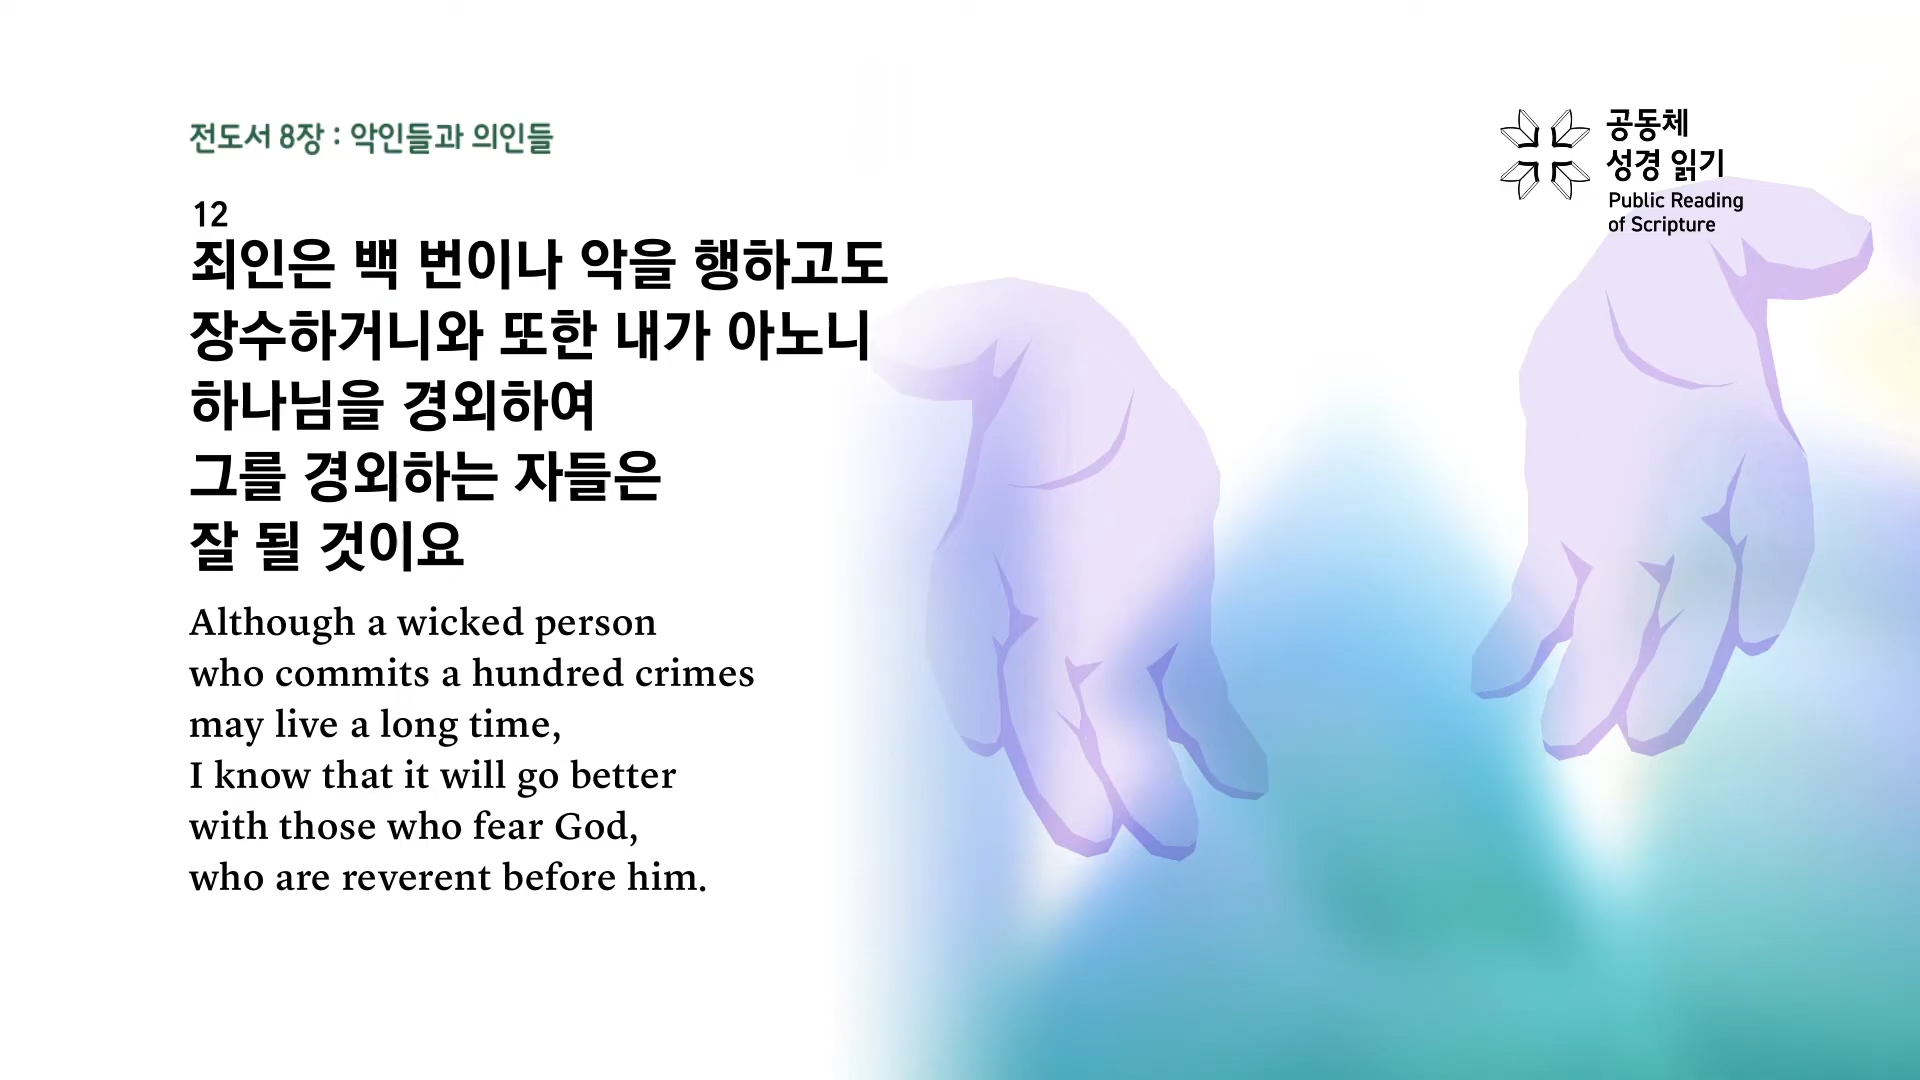 전도서 8장 : 악인들과 의인들
12
죄인은 백 번이나 악을 행하고도
장수하거니와 또한 내가 아노니
하나님을 경외하여
그를 경외하는 자들은
잘 될 것이요
Although a wicked person
who commits a hundred crimes
may live a long time,
I know that it will go better
with those who fear God,
who are reverent before him.
공동체
성경 읽기
Public Reading
of Scripture